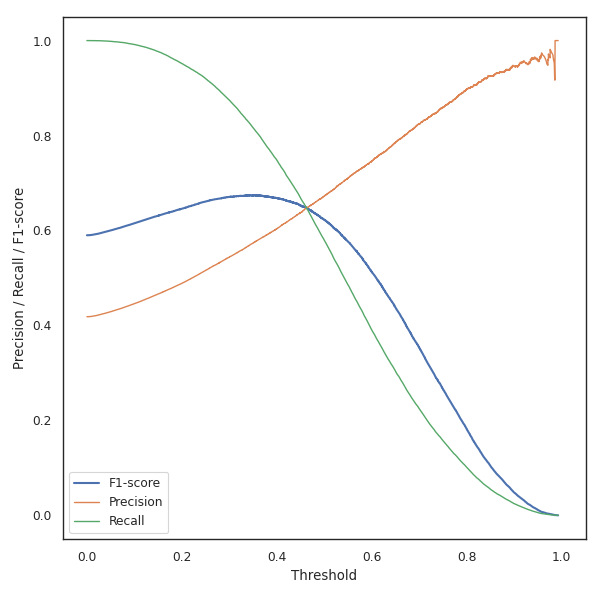 Precision / Recall / F1-score
1.0
0.8
0.6
0.4
0.2
0.0
F1-score
Precision
Recall
0.0 0.2 0.4 0.6 0.8 1.0
Threshold